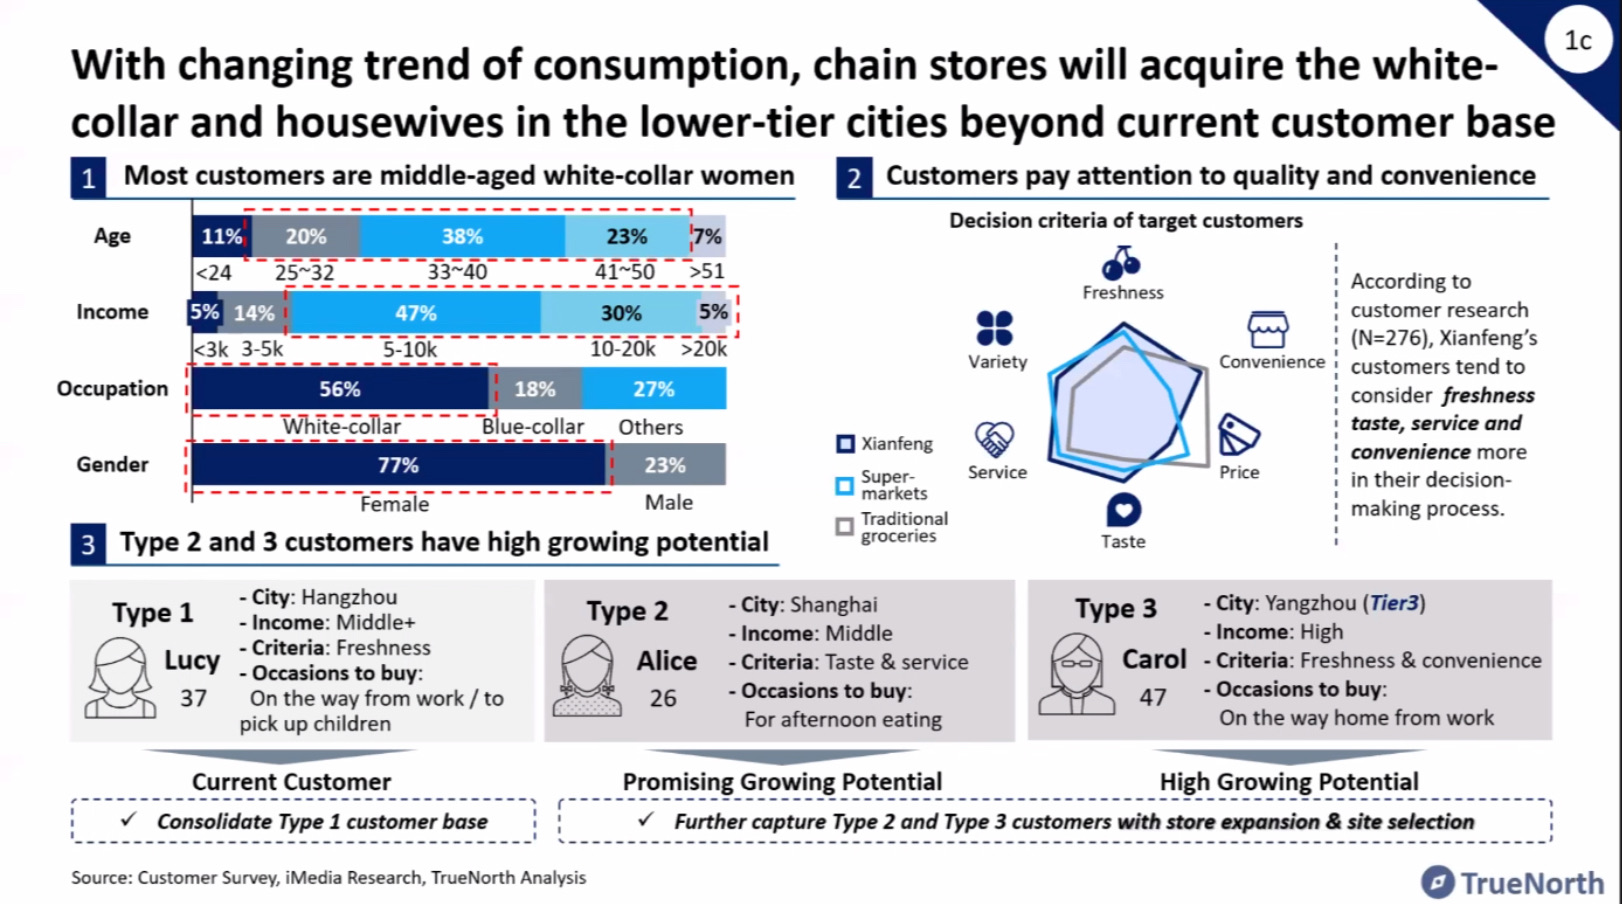 1c
With changing trend of consumption, chain stores will acquire the white-
collar and housewives in the lower-tier cities beyond current customer base
1 Most customers are middle-aged white-collar women
Age
11% 20% 38% 23% 7%
<24 25~32 33~40 41~50 >51
Income
5% 14% 47% 30% 5%
<3k 3-5k 5-10k 10-20k >20k
Occupation
56% 18% 27%
White-collar Blue-collar Others
Gender
77% 23%
Female Male
2 Customers pay attention to quality and convenience
Decision criteria of target customers
Freshness
Variety
Convenience
Service
Price
Taste
Xianfeng
Super-
markets
Traditional
groceries
According to
customer research
(N=276), Xianfeng’s
customers tend to
consider freshness
taste, service and
convenience more
in their decision-
making process.
3 Type 2 and 3 customers have high growing potential
Type 1
Lucy
37
- City: Hangzhou
- Income: Middle+
- Criteria: Freshness
- Occasions to buy:
On the way from work / to
pick up children
Type 2
Alice
26
- City: Shanghai
- Income: Middle
- Criteria: Taste & service
- Occasions to buy:
For afternoon eating
Type 3
Carol
47
- City: Yangzhou (Tier3)
- Income: High
- Criteria: Freshness & convenience
- Occasions to buy:
On the way home from work
Current Customer
Promising Growing Potential
High Growing Potential
✓ Consolidate Type 1 customer base
✓ Further capture Type 2 and Type 3 customers with store expansion & site selection
Source: Customer Survey, iMedia Research, TrueNorth Analysis
TrueNorth